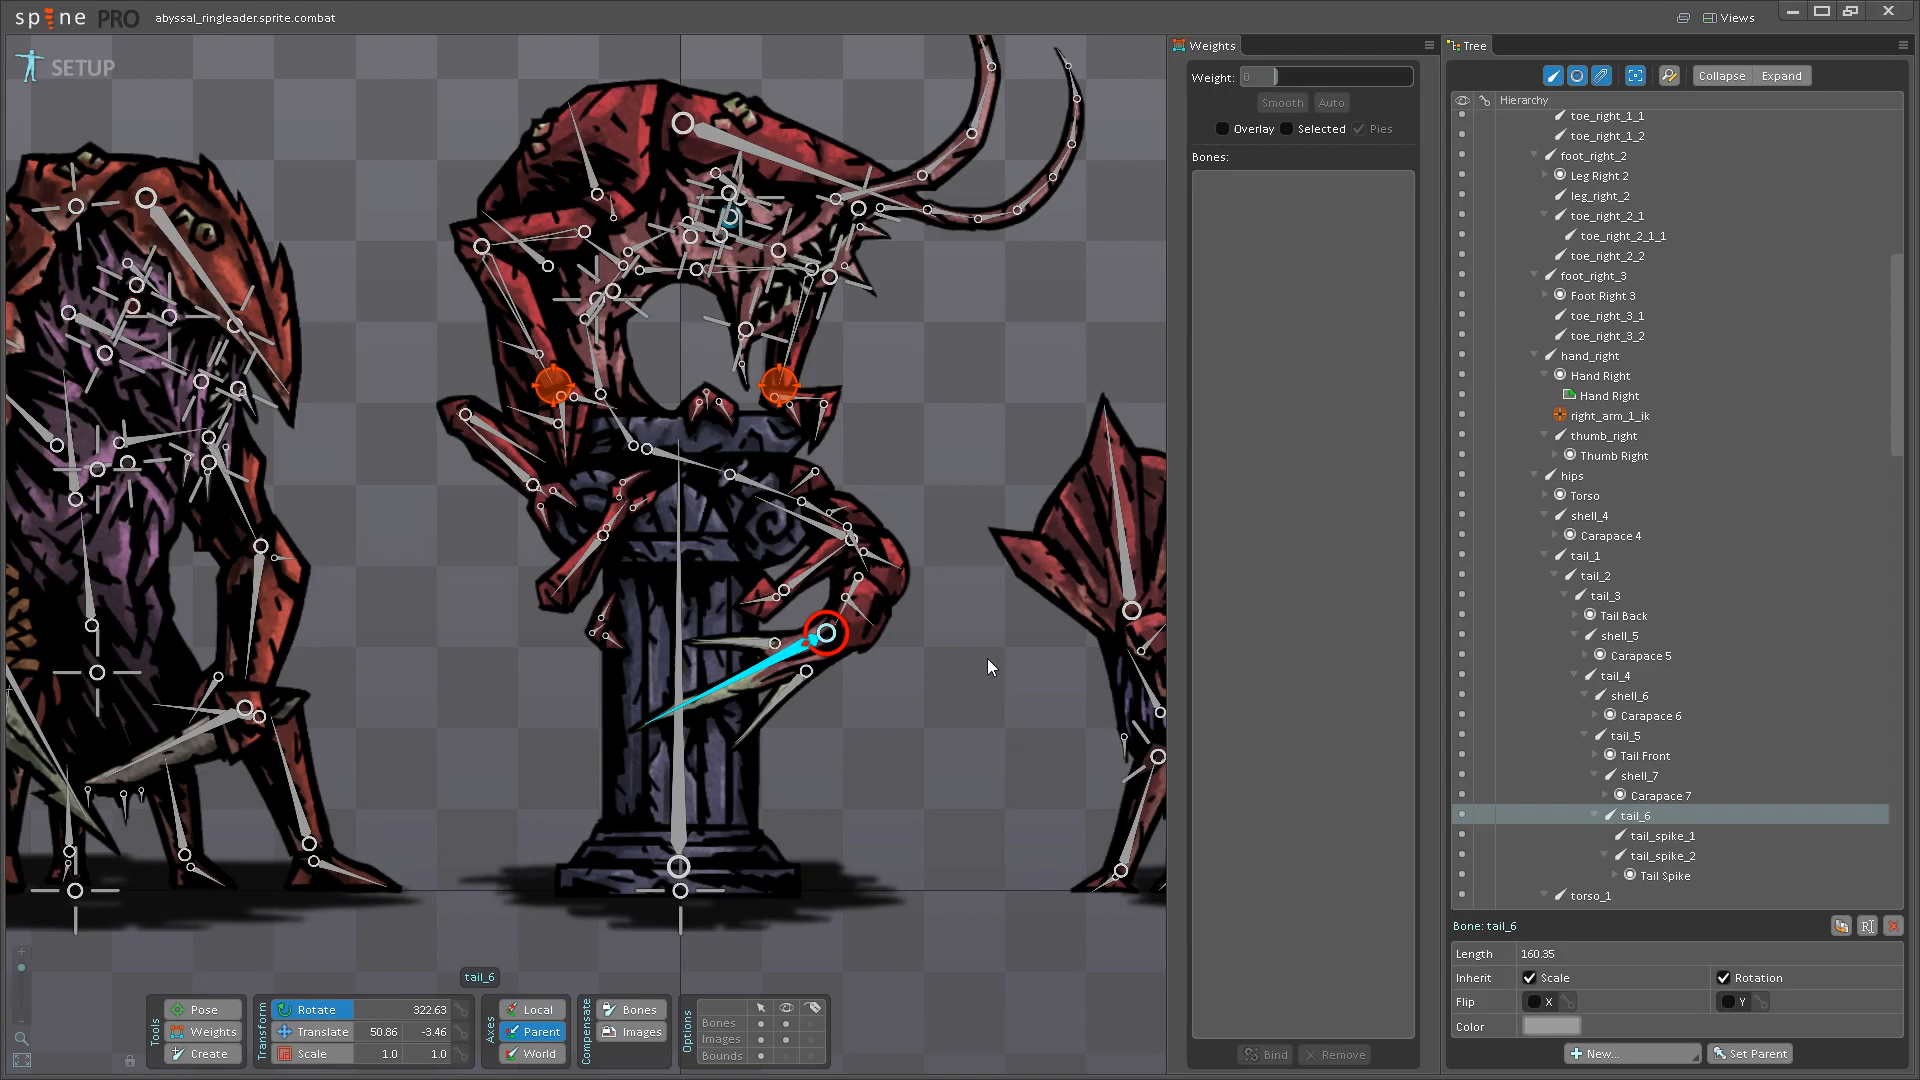 spine PRO abyssal_ringleader.sprite.combat Views
SETUP
Weights
Weight: 0
Smooth Auto
Overlay Selected Pies
Bones:
Bind Remove
Tree
Collapse Expand
Hierarchy
toe_right_1_1
toe_right_1_2
foot_right_2
Leg Right 2
leg_right_2
toe_right_2_1
toe_right_2_1_1
toe_right_2_2
foot_right_3
Foot Right 3
toe_right_3_1
toe_right_3_2
hand_right
Hand Right
Hand Right
right_arm_1_ik
thumb_right
Thumb Right
hips
Torso
shell_4
Carapace 4
tail_1
tail_2
tail_3
Tail Back
shell_5
Carapace 5
tail_4
shell_6
Carapace 6
tail_5
Tail Front
shell_7
Carapace 7
tail_6
tail_spike_1
tail_spike_2
Tail Spike
torso_1
Bone: tail_6
Length 160.35
Inherit Scale Rotation
Flip X Y
Color
New... Set Parent
tail_6
Tools
Pose
Weights
Create
Transform
Rotate 322.63
Translate 50.86 -3.46
Scale 1.0 1.0
Axes
Local
Parent
World
Compensate
Bones
Images
Options
Bones
Images
Bounds